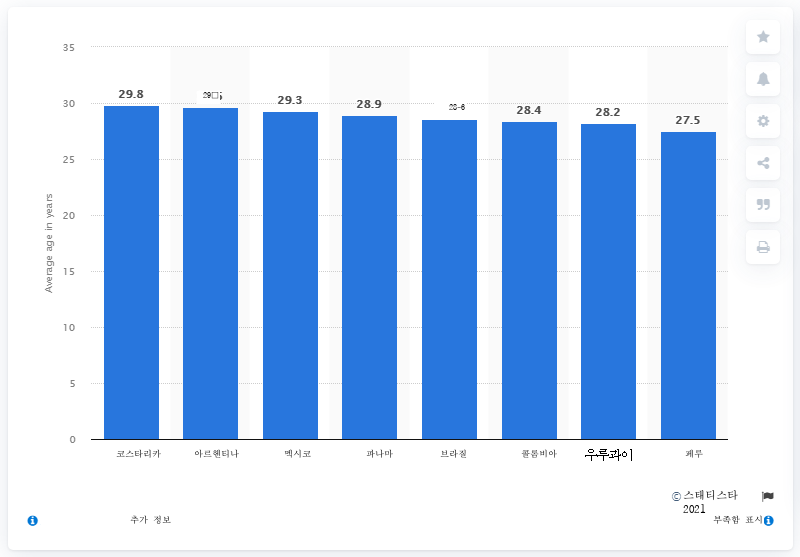 35
29.8
29.3
28.9
28-6
28.4
28.2
27.5
30
25
20
15
10
5
0
Average age in years
코스타리카
아르헨티나
멕시코
파나마
브라질
콜롬비아
우루과이
페루
© 스태티스타
2021
추가 정보
부족함 표시